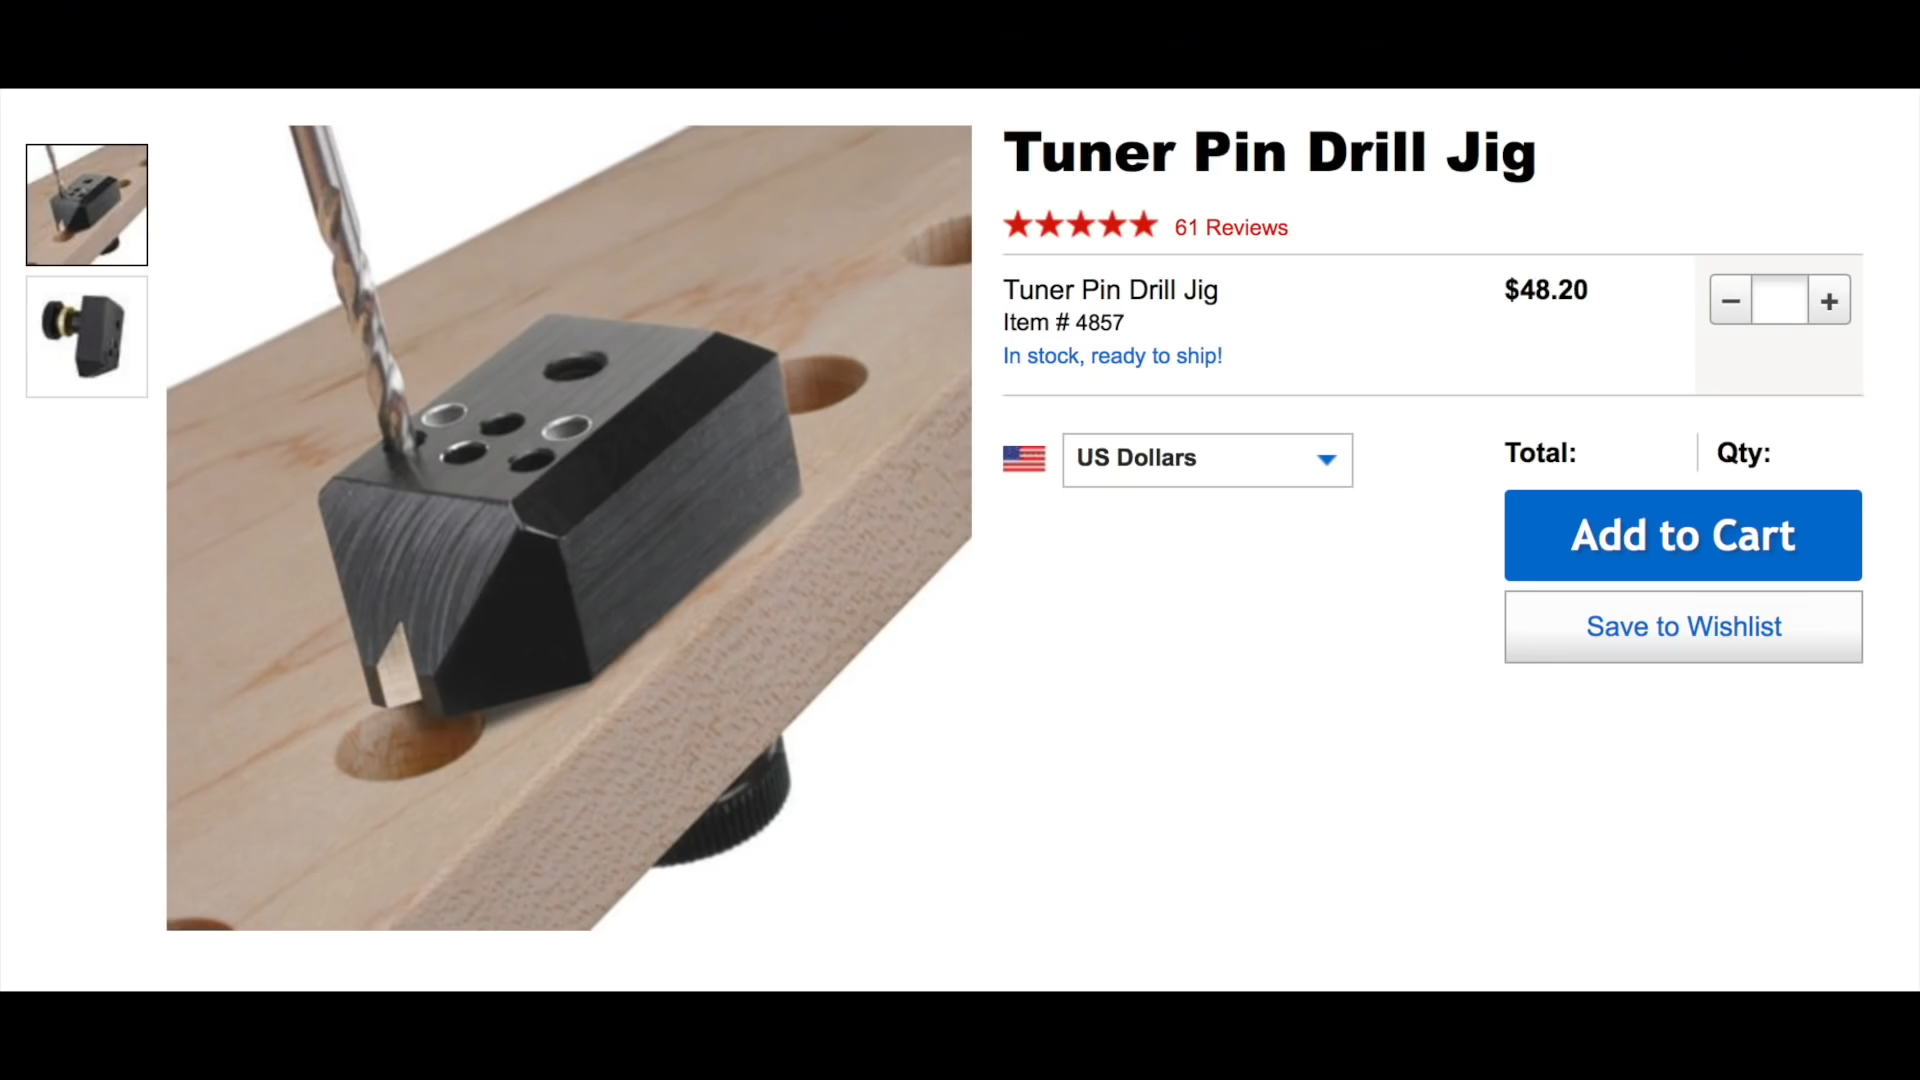 Tuner Pin Drill Jig
61 Reviews
Tuner Pin Drill Jig
$48.20
Item # 4857
In stock, ready to ship!
US Dollars
Total:
Qty:
Add to Cart
Save to Wishlist